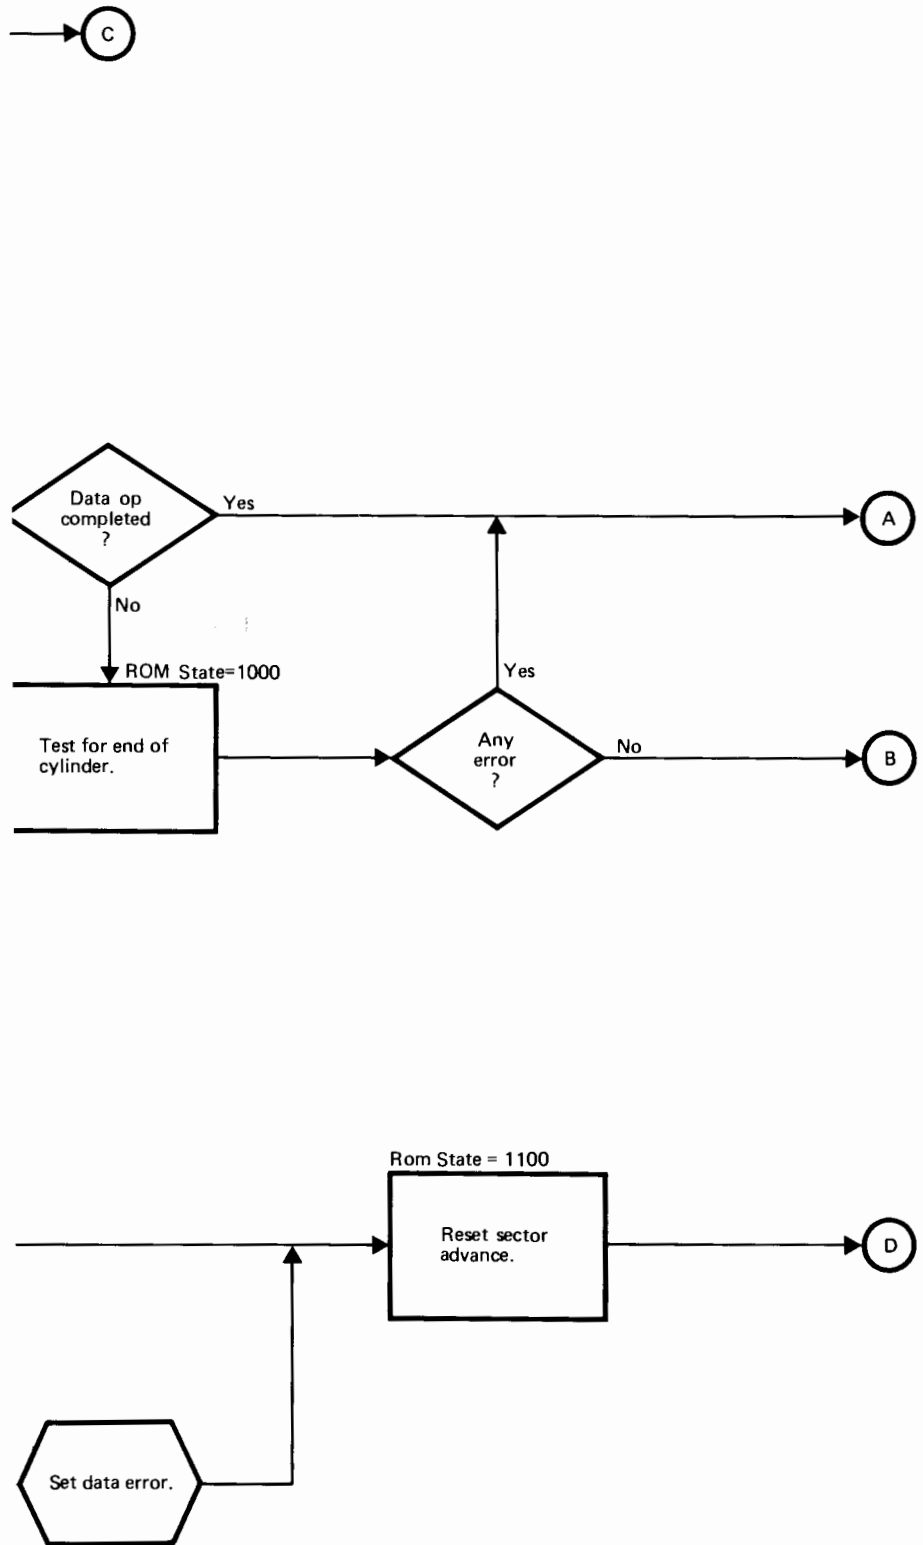 C
Data op
completed
?
Yes
A
No
ROM State=1000
Test for end of
cylinder.
Yes
Any
error
?
No
B
Rom State = 1100
Reset sector
advance.
D
Set data error.